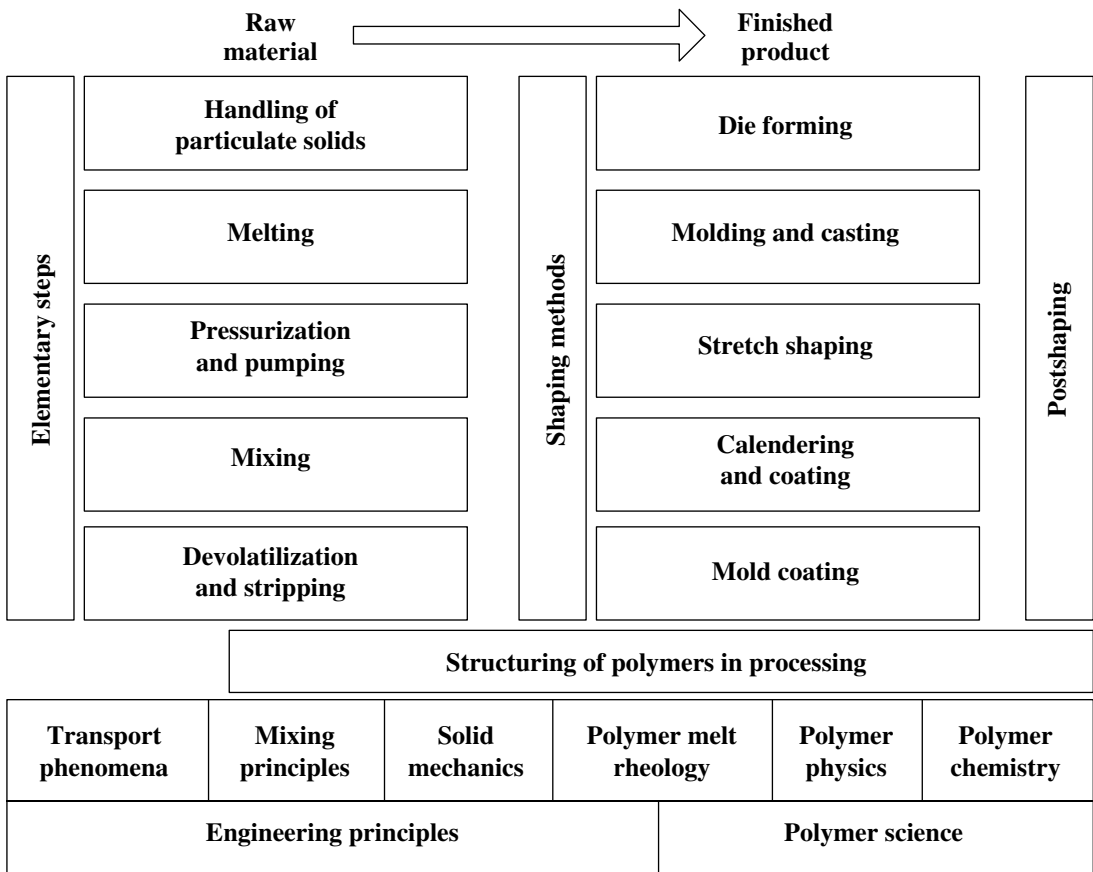 Raw
material
Finished
product
Elementary steps
Handling of
particulate solids
Melting
Pressurization
and pumping
Mixing
Devolatilization
and stripping
Shaping methods
Die forming
Molding and casting
Stretch shaping
Calendering
and coating
Mold coating
Postshaping
Structuring of polymers in processing
Transport
phenomena
Mixing
principles
Solid
mechanics
Polymer melt
rheology
Polymer
physics
Polymer
chemistry
Engineering principles
Polymer science